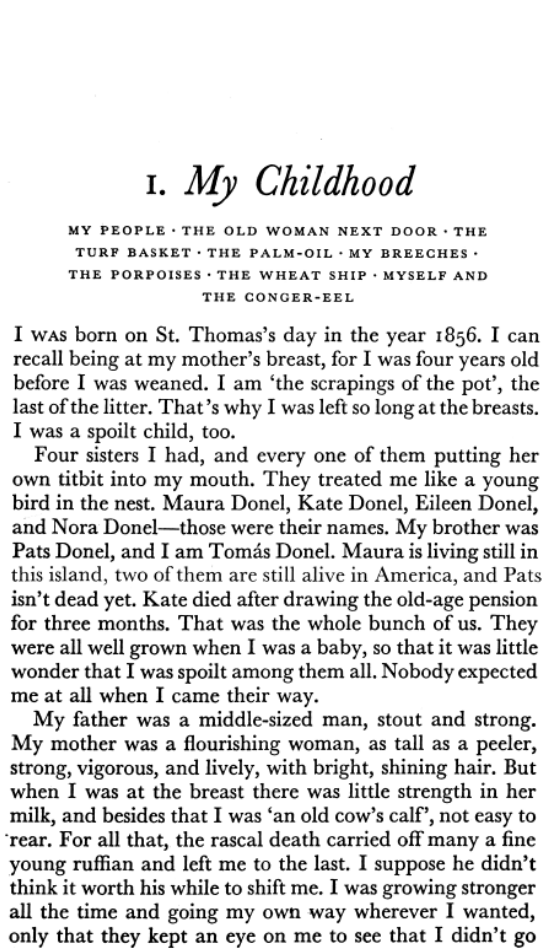 1. My Childhood
MY PEOPLE · THE OLD WOMAN NEXT DOOR · THE
TURF BASKET · THE PALM-OIL · MY BREECHES ·
THE PORPOISES · THE WHEAT SHIP · MYSELF AND
THE CONGER-EEL
I WAS born on St. Thomas's day in the year 1856. I can
recall being at my mother's breast, for I was four years old
before I was weaned. I am ‘the scrapings of the pot’, the
last of the litter. That's why I was left so long at the breasts.
I was a spoilt child, too.
Four sisters I had, and every one of them putting her
own titbit into my mouth. They treated me like a young
bird in the nest. Maura Donel, Kate Donel, Eileen Donel,
and Nora Donel—those were their names. My brother was
Pats Donel, and I am Tomás Donel. Maura is living still in
this island, two of them are still alive in America, and Pats
isn't dead yet. Kate died after drawing the old-age pension
for three months. That was the whole bunch of us. They
were all well grown when I was a baby, so that it was little
wonder that I was spoilt among them all. Nobody expected
me at all when I came their way.
My father was a middle-sized man, stout and strong.
My mother was a flourishing woman, as tall as a peeler,
strong, vigorous, and lively, with bright, shining hair. But
when I was at the breast there was little strength in her
milk, and besides that I was ‘an old cow's calf’, not easy to
rear. For all that, the rascal death carried off many a fine
young ruffian and left me to the last. I suppose he didn't
think it worth his while to shift me. I was growing stronger
all the time and going my own way wherever I wanted,
only that they kept an eye on me to see that I didn't go